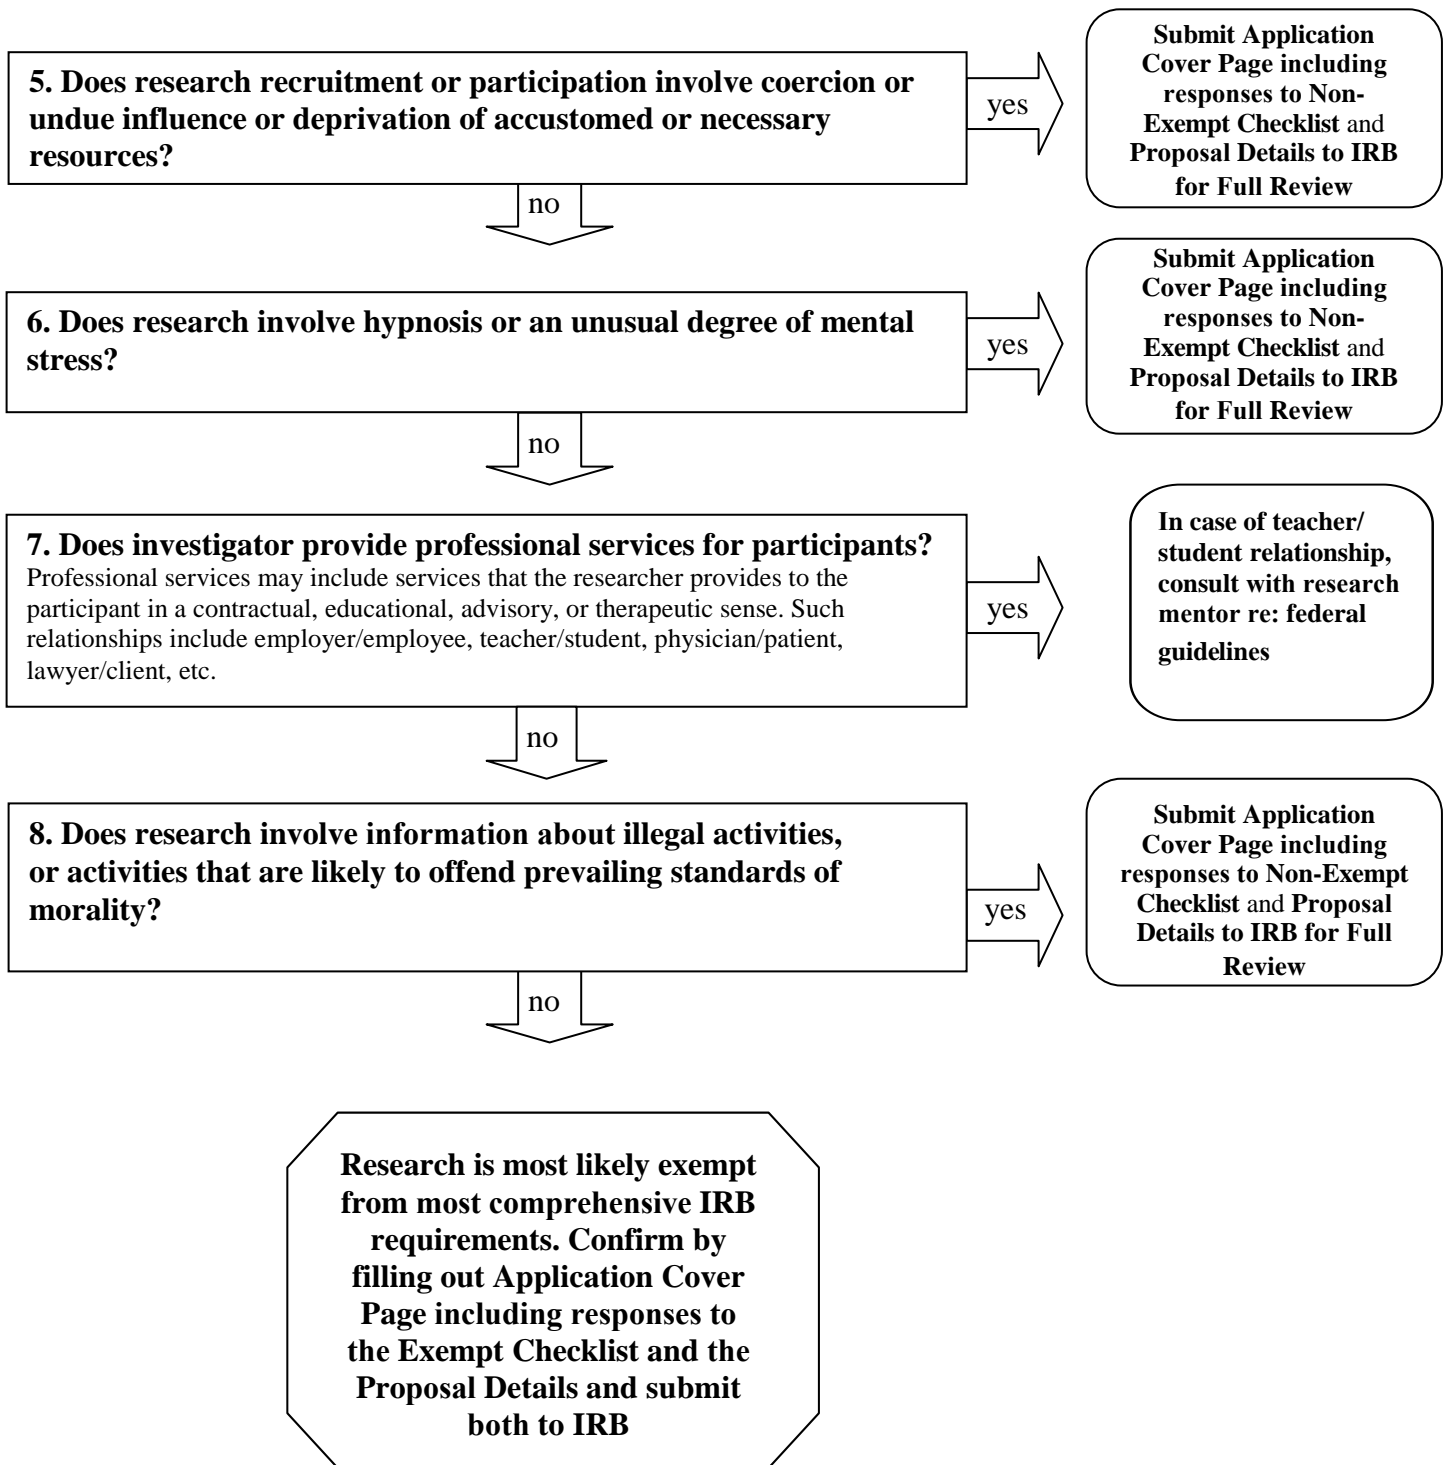 5. Does research recruitment or participation involve coercion or
undue influence or deprivation of accustomed or necessary
resources?
yes
Submit Application
Cover Page including
responses to Non-
Exempt Checklist and
Proposal Details to IRB
for Full Review
no
6. Does research involve hypnosis or an unusual degree of mental
stress?
yes
Submit Application
Cover Page including
responses to Non-
Exempt Checklist and
Proposal Details to IRB
for Full Review
no
7. Does investigator provide professional services for participants?
Professional services may include services that the researcher provides to the
participant in a contractual, educational, advisory, or therapeutic sense. Such
relationships include employer/employee, teacher/student, physician/patient,
lawyer/client, etc.
yes
In case of teacher/
student relationship,
consult with research
mentor re: federal
guidelines
no
8. Does research involve information about illegal activities,
or activities that are likely to offend prevailing standards of
morality?
yes
Submit Application
Cover Page including
responses to Non-Exempt
Checklist and Proposal
Details to IRB for Full
Review
no
Research is most likely exempt
from most comprehensive IRB
requirements. Confirm by
filling out Application Cover
Page including responses to
the Exempt Checklist and the
Proposal Details and submit
both to IRB